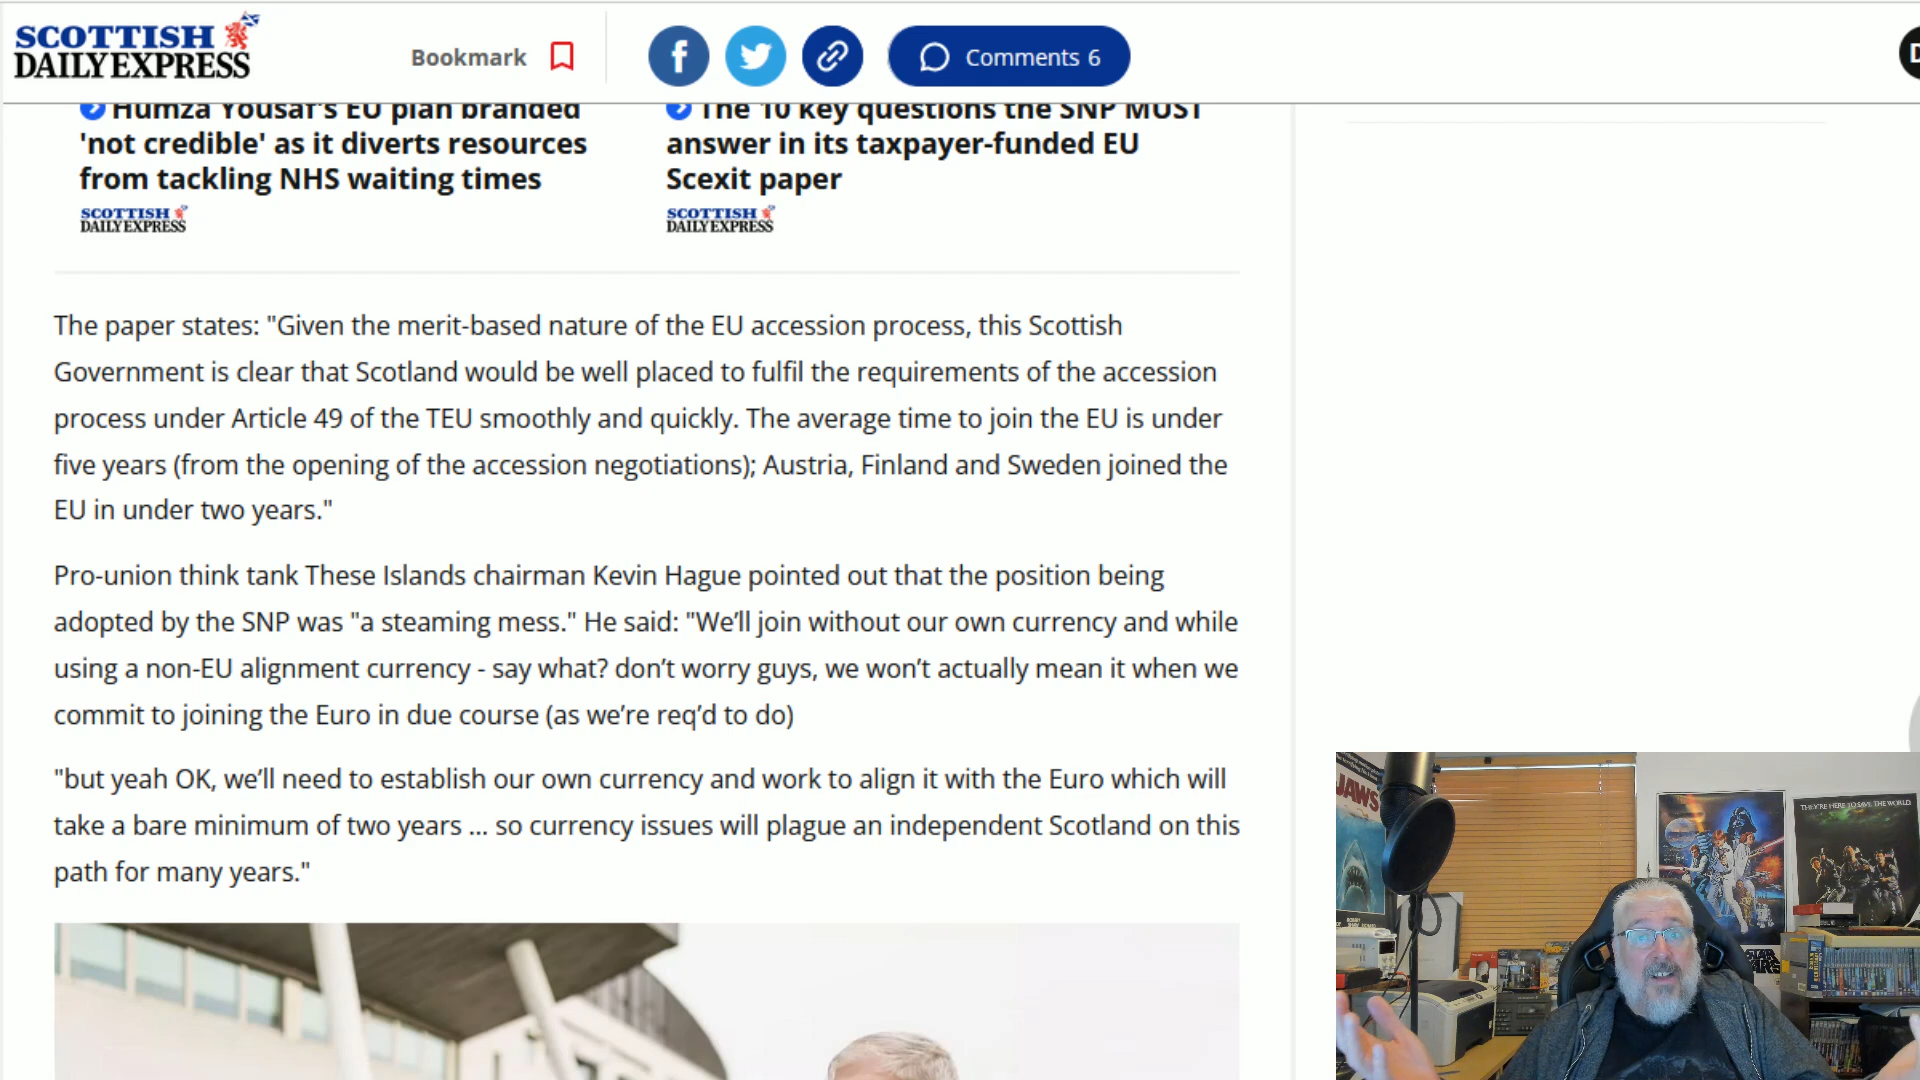 SCOTTISH
DAILY EXPRESS
Bookmark
Comments 6
Humza Yousaf's EU plan branded
'not credible' as it diverts resources
from tackling NHS waiting times
SCOTTISH
DAILY EXPRESS
The 10 key questions the SNP MUST
answer in its taxpayer-funded EU
Scexit paper
SCOTTISH
DAILY EXPRESS
The paper states: "Given the merit-based nature of the EU accession process, this Scottish
Government is clear that Scotland would be well placed to fulfil the requirements of the accession
process under Article 49 of the TEU smoothly and quickly. The average time to join the EU is under
five years (from the opening of the accession negotiations); Austria, Finland and Sweden joined the
EU in under two years."
Pro-union think tank These Islands chairman Kevin Hague pointed out that the position being
adopted by the SNP was "a steaming mess." He said: "We’ll join without our own currency and while
using a non-EU alignment currency - say what? don’t worry guys, we won’t actually mean it when we
commit to joining the Euro in due course (as we’re req’d to do)
"but yeah OK, we’ll need to establish our own currency and work to align it with the Euro which will
take a bare minimum of two years ... so currency issues will plague an independent Scotland on this
path for many years."
JAWS
THEY'RE HERE TO SAVE THE WORLD
STAR
WARS